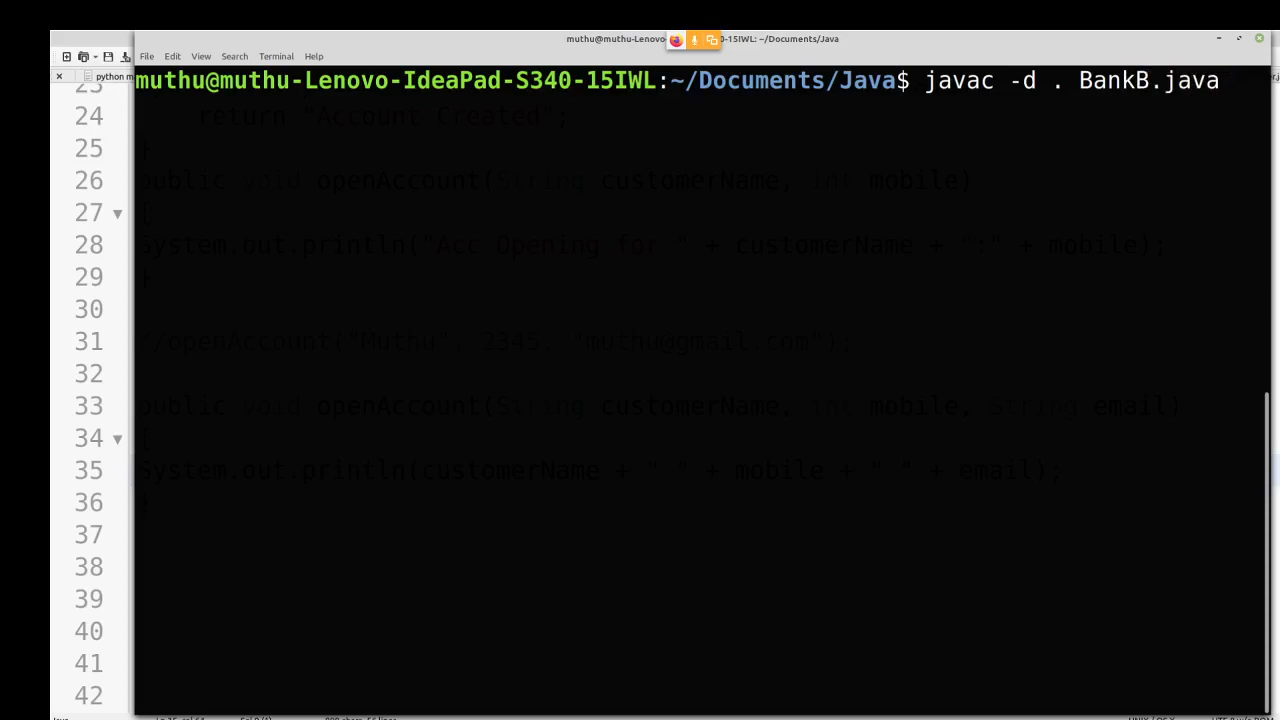 muthu@muthu-Lenovo-0-15IWL: ~/Documents/Java
File Edit View Search Terminal Help
python m
muthu@muthu-Lenovo-IdeaPad-S340-15IWL:~/Documents/Java$ javac -d . BankB.java
23
24 return "Account Created";
25 }
26 public void openAccount(String customerName, int mobile)
27 {
28 System.out.println("Acc Opening for " + customerName + ":" + mobile);
29 }
30
31 //openAccount("Muthu", 2345, "muthu@gmail.com");
32
33 public void openAccount(String customerName, int mobile, String email)
34 {
35 System.out.println(customerName + " " + mobile + " " + email);
36 }
37
38
39
40
41
42